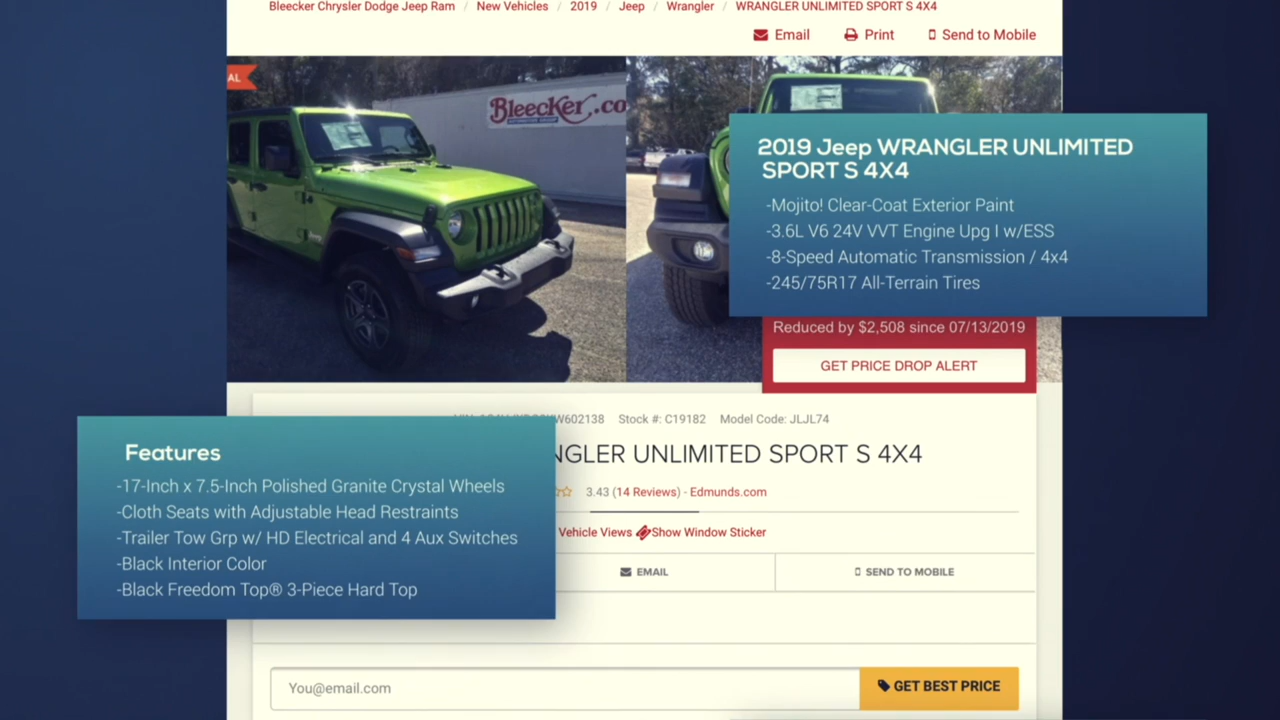 Bleecker Chrysler Dodge Jeep Ram / New Vehicles / 2019 / Jeep / Wrangler / WRANGLER UNLIMITED SPORT S 4X4
Email Print Send to Mobile
AL
Bleecker.co
2019 Jeep WRANGLER UNLIMITED
SPORT S 4X4
-Mojito! Clear-Coat Exterior Paint
-3.6L V6 24V VVT Engine Upg I w/ESS
-8-Speed Automatic Transmission / 4x4
-245/75R17 All-Terrain Tires
Reduced by $2,508 since 07/13/2019
GET PRICE DROP ALERT
W602138 Stock #: C19182 Model Code: JLJL74
NGLER UNLIMITED SPORT S 4X4
3.43 (14 Reviews) - Edmunds.com
Vehicle Views Show Window Sticker
EMAIL SEND TO MOBILE
Features
-17-Inch x 7.5-Inch Polished Granite Crystal Wheels
-Cloth Seats with Adjustable Head Restraints
-Trailer Tow Grp w/ HD Electrical and 4 Aux Switches
-Black Interior Color
-Black Freedom Top® 3-Piece Hard Top
You@email.com GET BEST PRICE